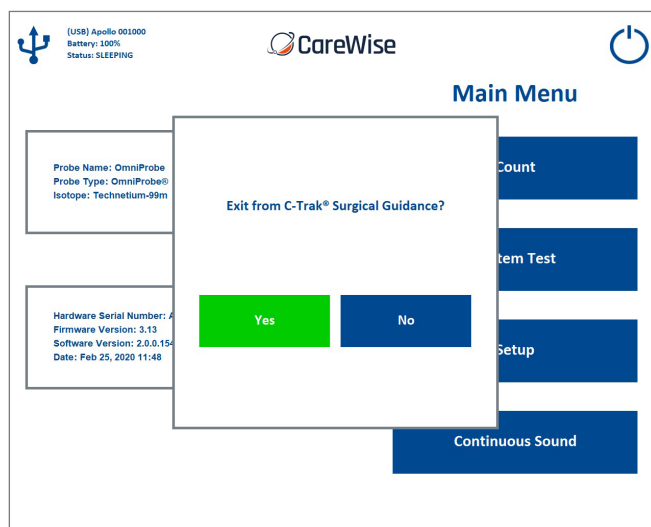 (USB) Apollo 001000
Battery: 100%
Status: SLEEPING
CareWise
Main Menu
Probe Name: OmniProbe
Probe Type: OmniProbe®
Isotope: Technetium-99m
Count
tem Test
Exit from C-Trak® Surgical Guidance?
Yes
No
Hardware Serial Number: A
Firmware Version: 3.13
Software Version: 2.0.0.154
Date: Feb 25, 2020 11:48
Setup
Continuous Sound